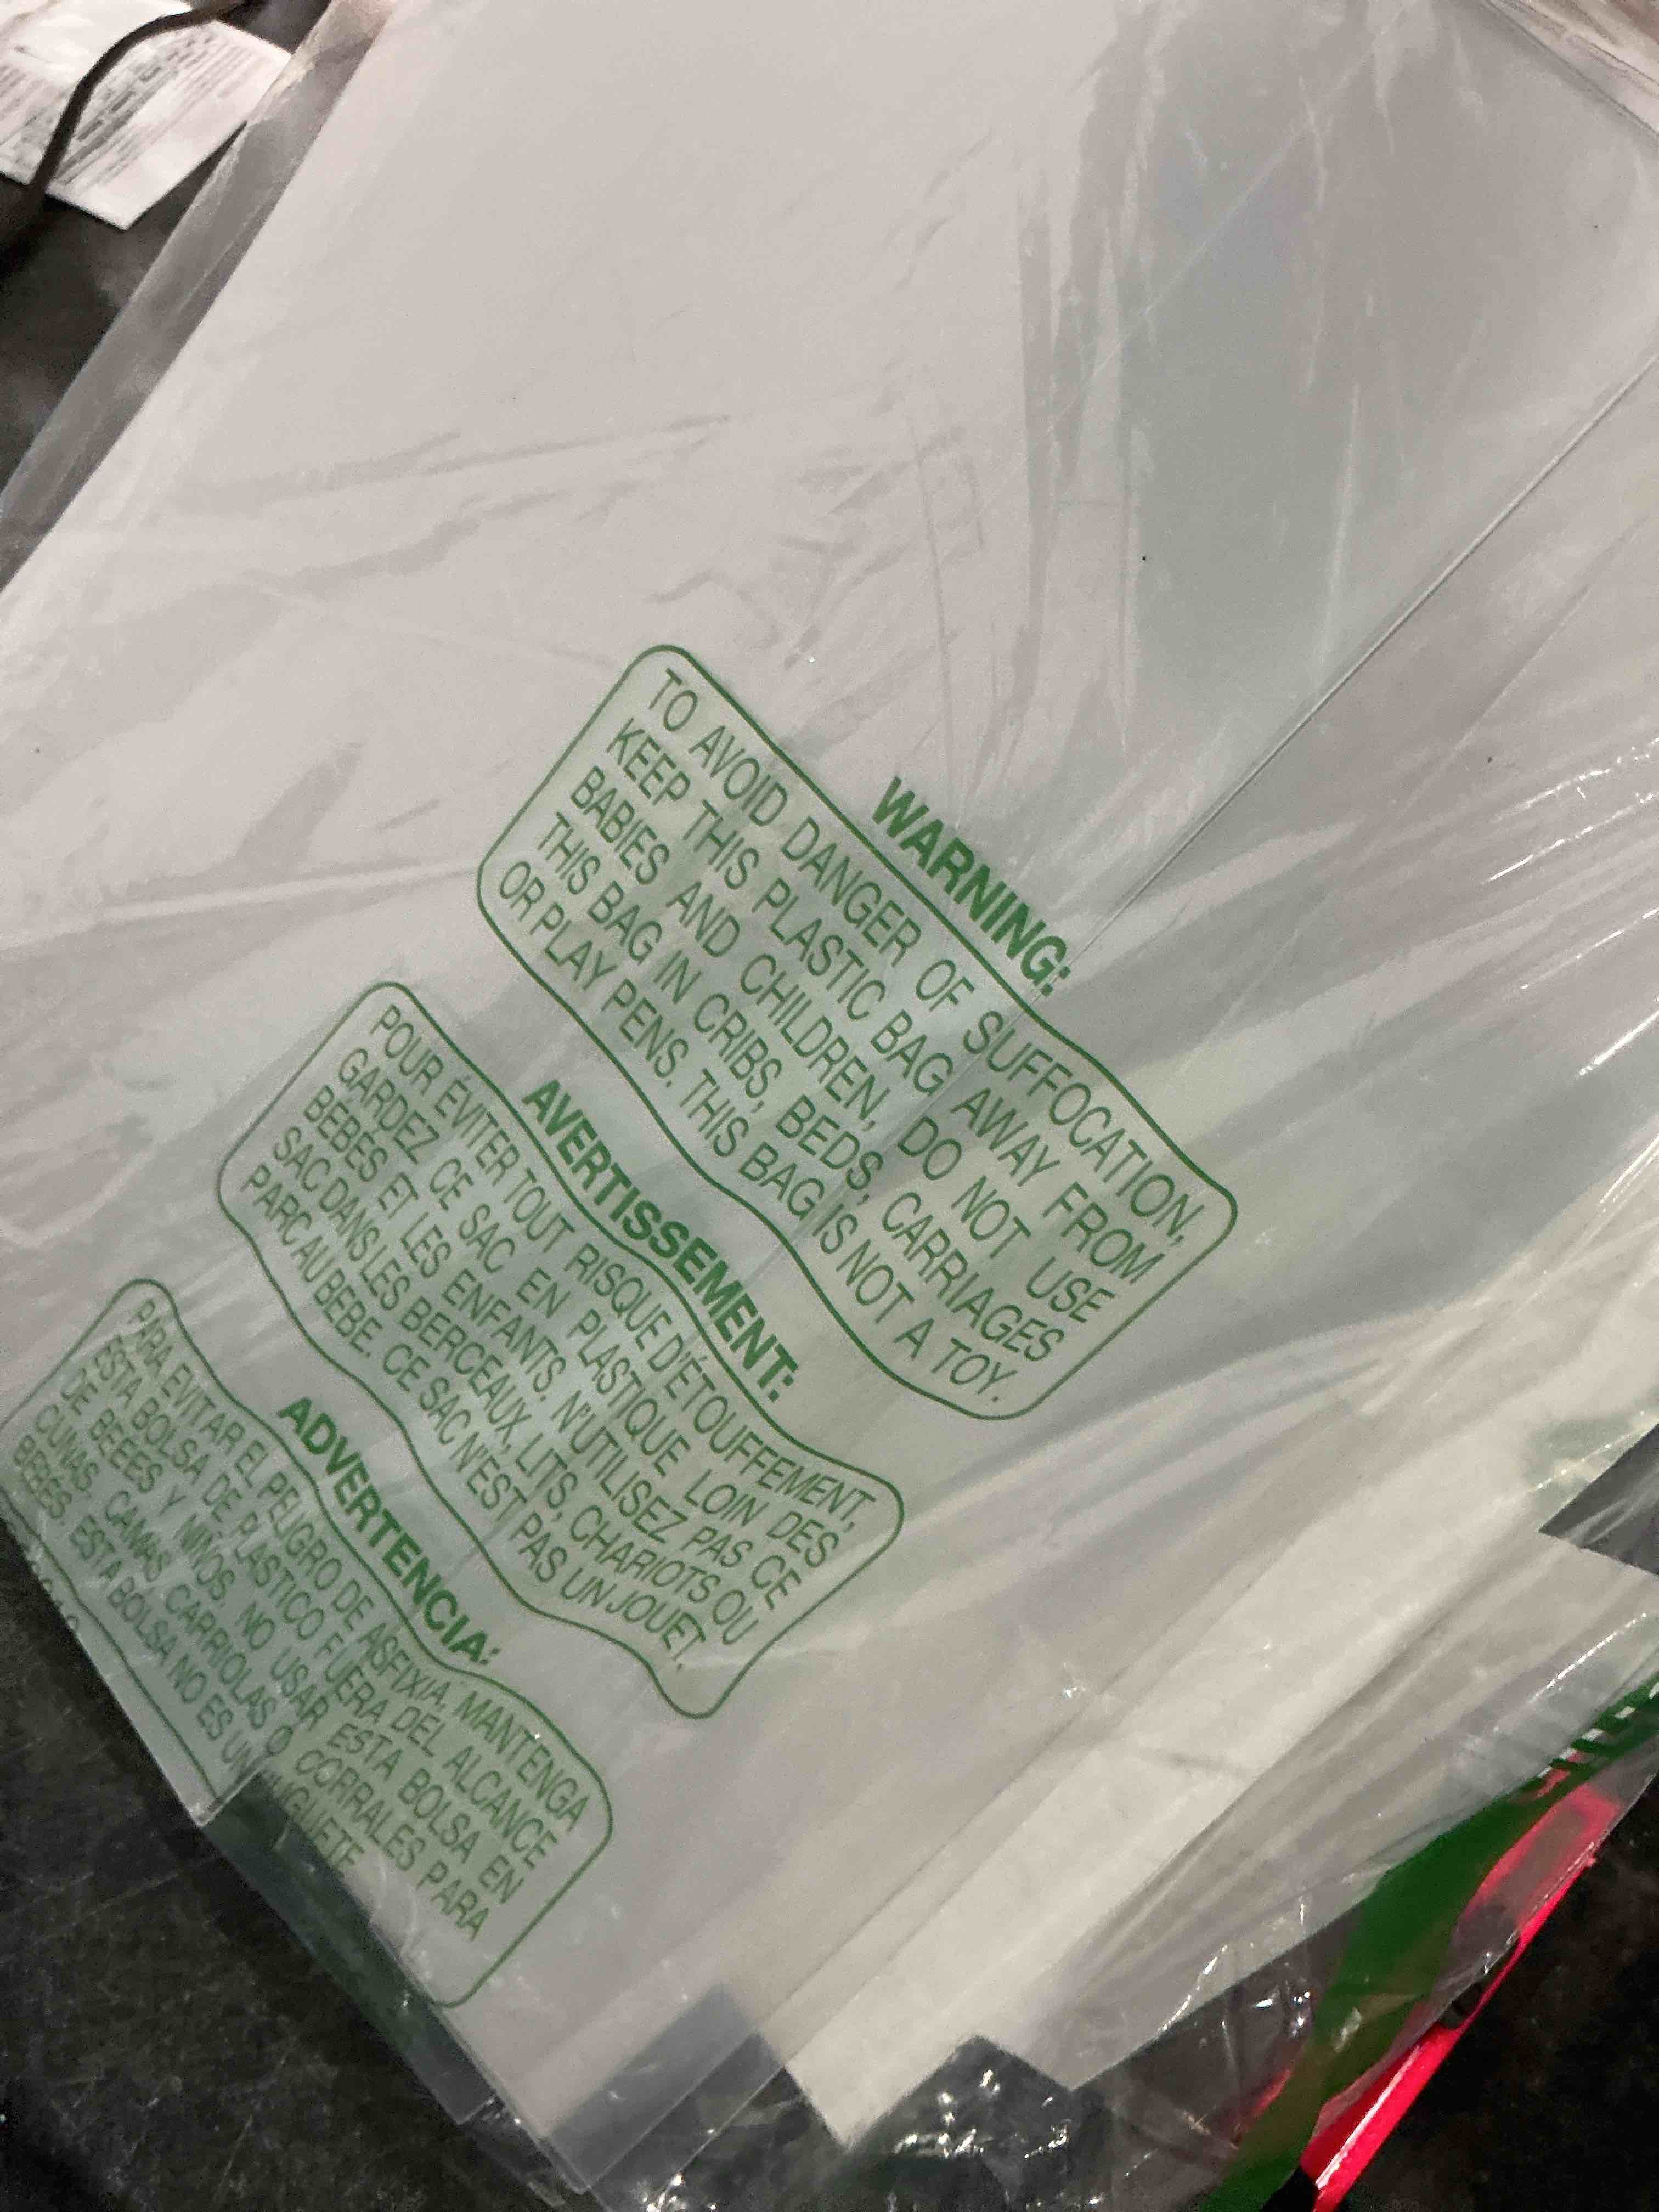 WARNING:
TO AVOID DANGER OF SUFFOCATION,
KEEP THIS PLASTIC BAG AWAY FROM
BABIES AND CHILDREN, DO NOT USE
THIS BAG IN CRIBS, BEDS, CARRIAGES
OR PLAY PENS. THIS BAG IS NOT A TOY.
AVERTISSEMENT:
POUR ÉVITER TOUT RISQUE D'ÉTOUFFEMENT,
GARDEZ CE SAC EN PLASTIQUE LOIN DES
BEBES ET LES ENFANTS. N'UTILISEZ PAS CE
SAC DANS LES BERCEAUX, LITS, CHARIOTS OU
PARC AU BEBE. CE SAC N'EST PAS UN JOUET.
ADVERTENCIA:
PARA EVITAR EL PELIGRO DE ASFIXIA, MANTENGA
ESTA BOLSA DE PLASTICO FUERA DEL ALCANCE
DE BEBES Y NIÑOS. NO USAR ESTA BOLSA EN
CUNAS, CAMAS, CARRIOLAS O CORRALES PARA
BEBÉS. ESTA BOLSA NO ES UN JUGUETE